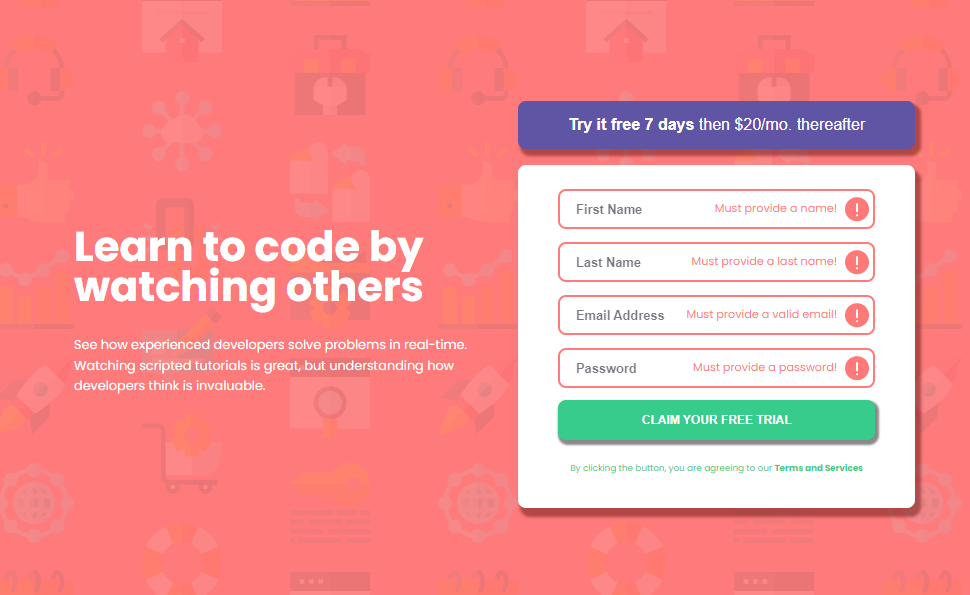 Learn to code by
watching others
See how experienced developers solve problems in real-time.
Watching scripted tutorials is great, but understanding how
developers think is invaluable.
Try it free 7 days then $20/mo. thereafter
First Name Must provide a name!
Last Name Must provide a last name!
Email Address Must provide a valid email!
Password Must provide a password!
CLAIM YOUR FREE TRIAL
By clicking the button, you are agreeing to our Terms and Services